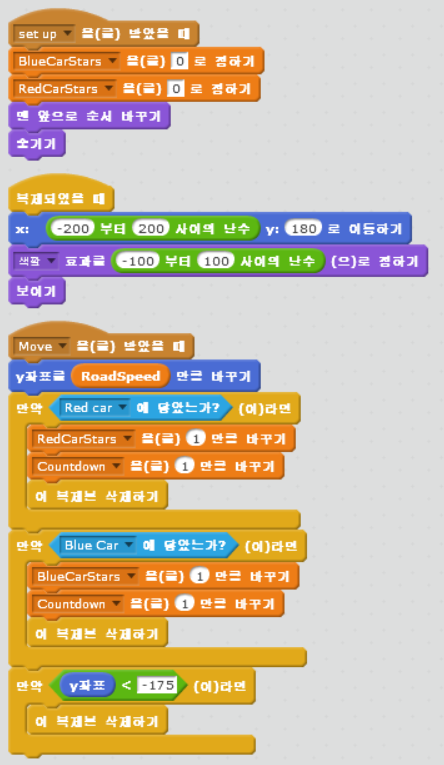 set up 을(를) 받았을 때
BlueCarStars 을(를) 0 로 정하기
RedCarStars 을(를) 0 로 정하기
맨 앞으로 순서 바꾸기
숨기기
복제되었을 때
x: -200 부터 200 사이의 난수 y: 180 로 이동하기
색깔 효과를 -100 부터 100 사이의 난수 (으)로 정하기
보이기
Move 을(를) 받았을 때
y좌표를 RoadSpeed 만큼 바꾸기
만약 Red car 에 닿았는가? (이)라면
RedCarStars 을(를) 1 만큼 바꾸기
Countdown 을(를) 1 만큼 바꾸기
이 복제본 삭제하기
만약 Blue Car 에 닿았는가? (이)라면
BlueCarStars 을(를) 1 만큼 바꾸기
Countdown 을(를) 1 만큼 바꾸기
이 복제본 삭제하기
만약 y좌표 < -175 (이)라면
이 복제본 삭제하기